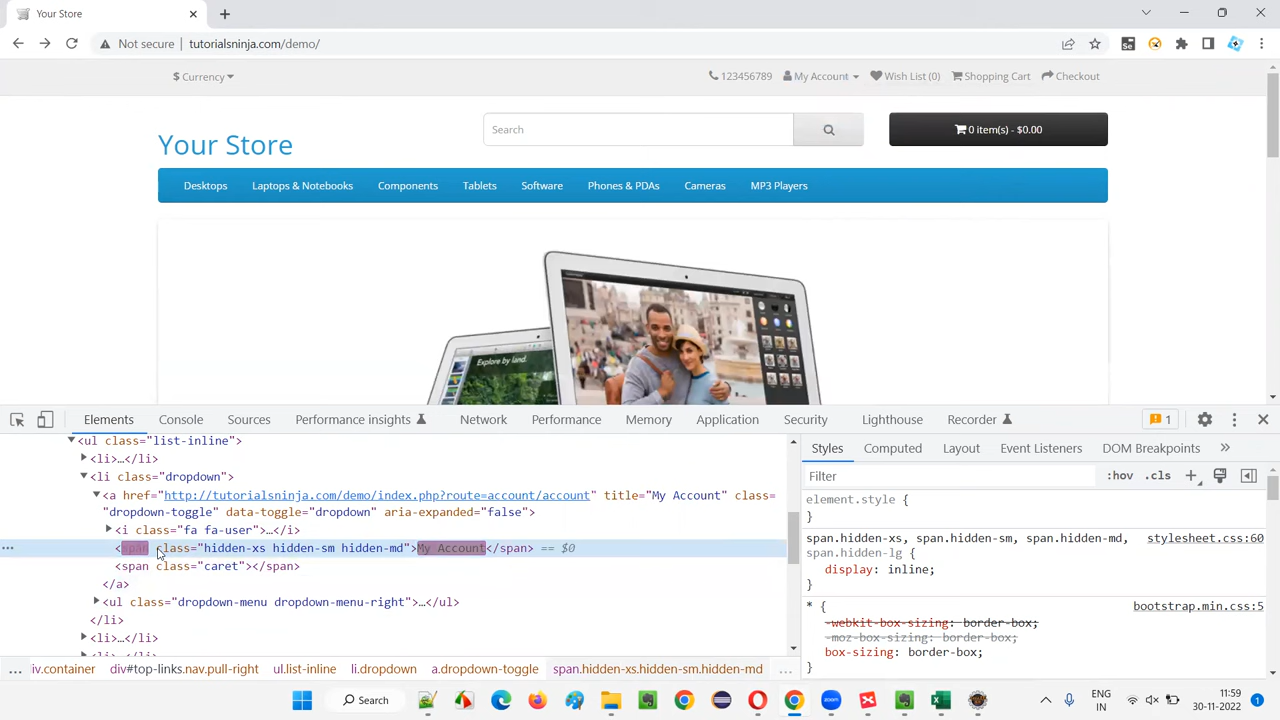 Your Store
Not secure
tutorialsninja.com/demo/
$ Currency
123456789
My Account
Wish List (0)
Shopping Cart
Checkout
Your Store
Search
0 item(s) - $0.00
Desktops
Laptops & Notebooks
Components
Tablets
Software
Phones & PDAs
Cameras
MP3 Players
Explore by land.
Elements
Console
Sources
Performance insights
Network
Performance
Memory
Application
Security
Lighthouse
Recorder
1
<ul class="list-inline">
<li>…</li>
<li class="dropdown">
<a href="http://tutorialsninja.com/demo/index.php?route=account/account" title="My Account" class=
"dropdown-toggle" data-toggle="dropdown" aria-expanded="false">
<i class="fa fa-user">…</i>
<span class="hidden-xs hidden-sm hidden-md">My Account</span> == $0
<span class="caret"></span>
</a>
<ul class="dropdown-menu dropdown-menu-right">…</ul>
</li>
<li>…</li>
... iv.container div#top-links.nav.pull-right ul.list-inline li.dropdown a.dropdown-toggle span.hidden-xs.hidden-sm.hidden-md ...
Styles
Computed
Layout
Event Listeners
DOM Breakpoints
Filter
:hov .cls
element.style {
}
span.hidden-xs, span.hidden-sm, span.hidden-md, stylesheet.css:60
span.hidden-lg {
display: inline;
}
* { bootstrap.min.css:5
-webkit-box-sizing: border-box;
-moz-box-sizing: border-box;
box-sizing: border-box;
}
Search
ENG
IN
11:59
30-11-2022
1